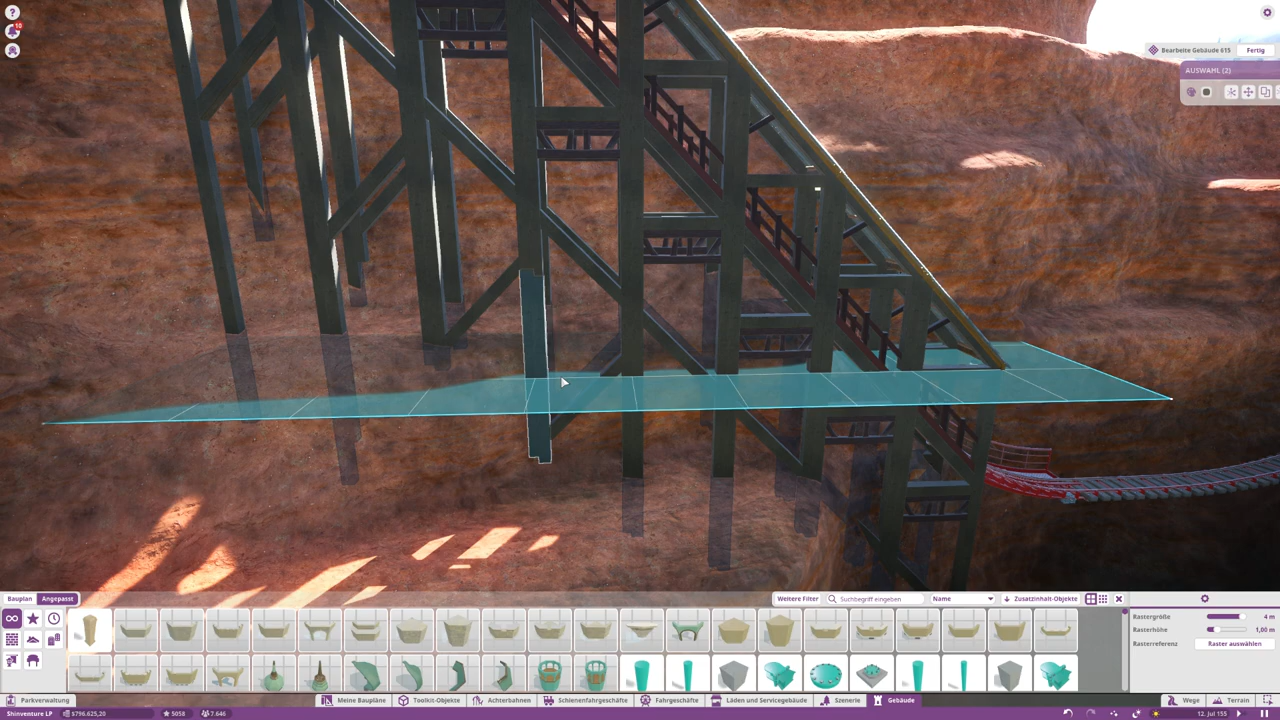 ?
10
Bearbeite Gebäude 615
Fertig
AUSWAHL (2)
Bauplan
Angepasst
Weitere Filter
Suchbegriff eingeben
Name
Zusatzinhalt-Objekte
Rastergröße
4 m
Rasterhöhe
1,00 m
Rasterreferenz
Raster auswählen
Parkverwaltung
Meine Baupläne
Toolkit-Objekte
Achterbahnen
Schienenfahrgeschäfte
Fahrgeschäfte
Läden und Servicegebäude
Szenerie
Gebäude
Wege
Terrain
Shinventure LP
$796.625,20
5058
7.646
12. Jul 155